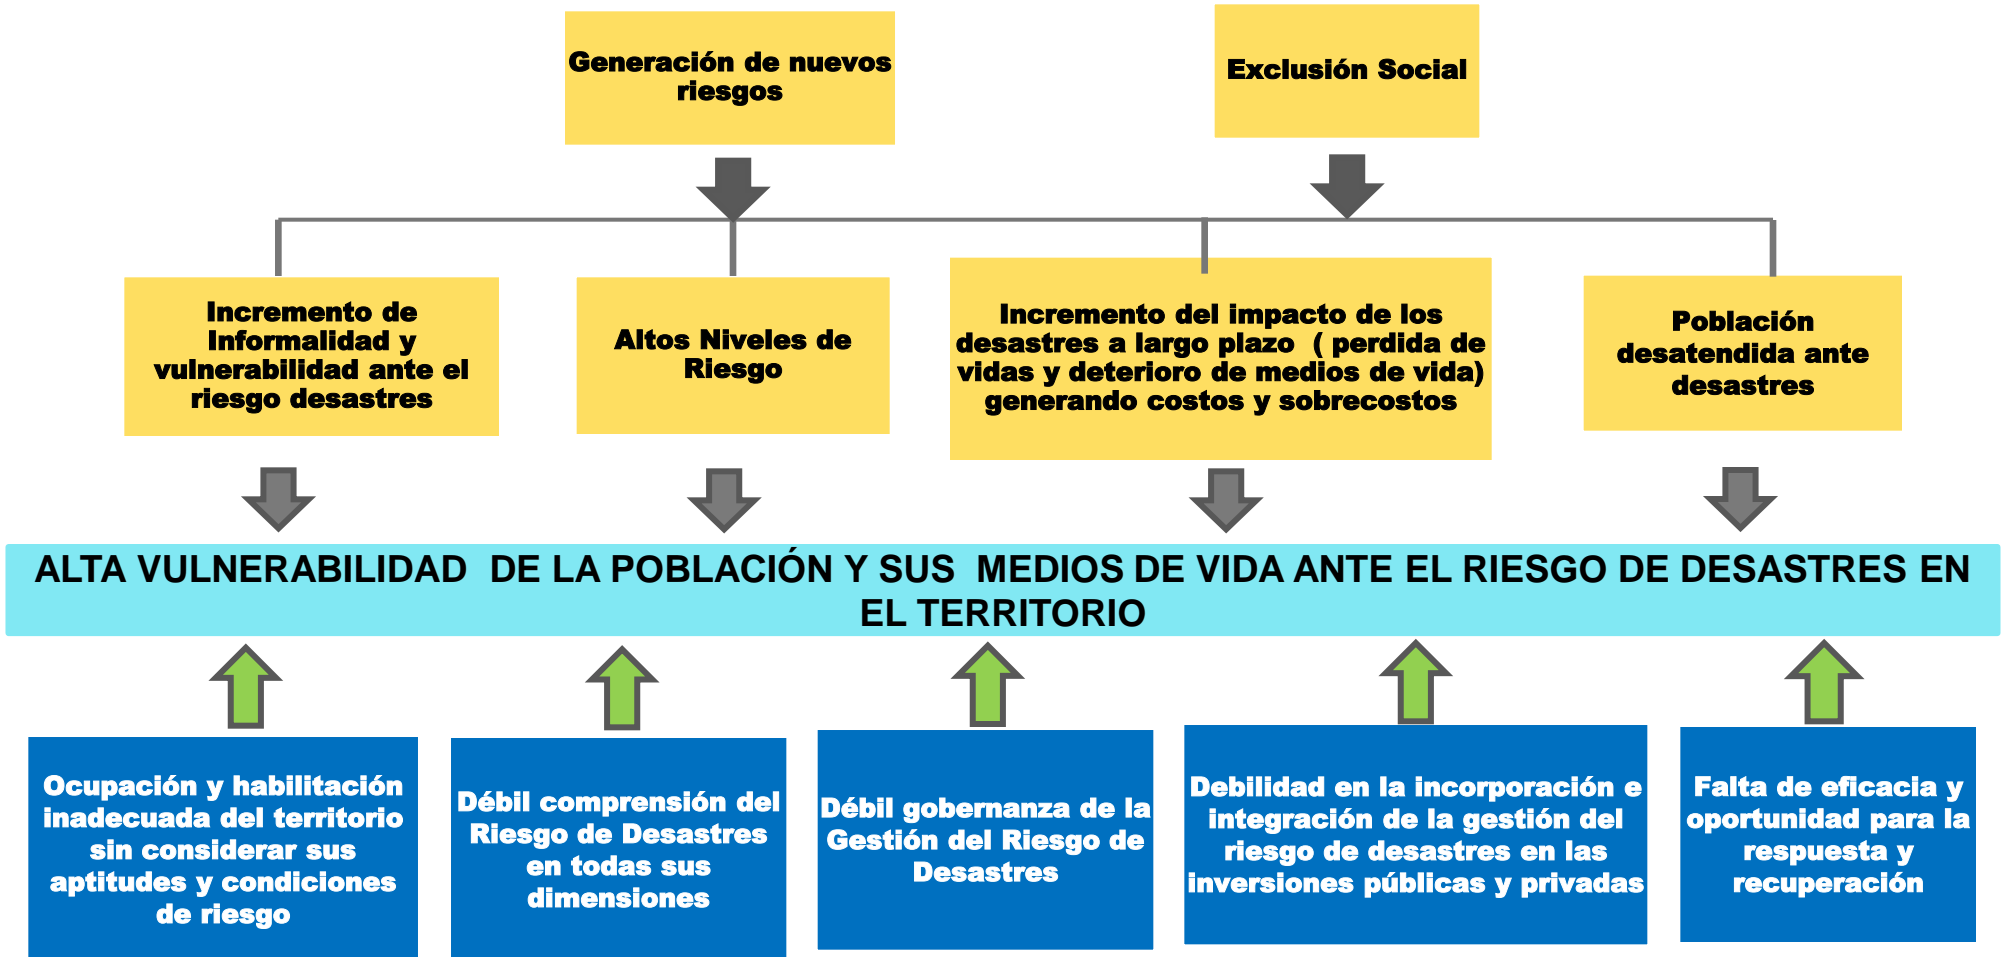 Generación de nuevos
riesgos
Exclusión Social
Incremento de
Informalidad y
vulnerabilidad ante el
riesgo desastres
Altos Niveles de
Riesgo
Incremento del impacto de los
desastres a largo plazo ( perdida de
vidas y deterioro de medios de vida)
generando costos y sobrecostos
Población
desatendida ante
desastres
ALTA VULNERABILIDAD DE LA POBLACIÓN Y SUS MEDIOS DE VIDA ANTE EL RIESGO DE DESASTRES EN
EL TERRITORIO
Ocupación y habilitación
inadecuada del territorio
sin considerar sus
aptitudes y condiciones
de riesgo
Débil comprensión del
Riesgo de Desastres
en todas sus
dimensiones
Débil gobernanza de la
Gestión del Riesgo de
Desastres
Debilidad en la incorporación e
integración de la gestión del
riesgo de desastres en las
inversiones públicas y privadas
Falta de eficacia y
oportunidad para la
respuesta y
recuperación